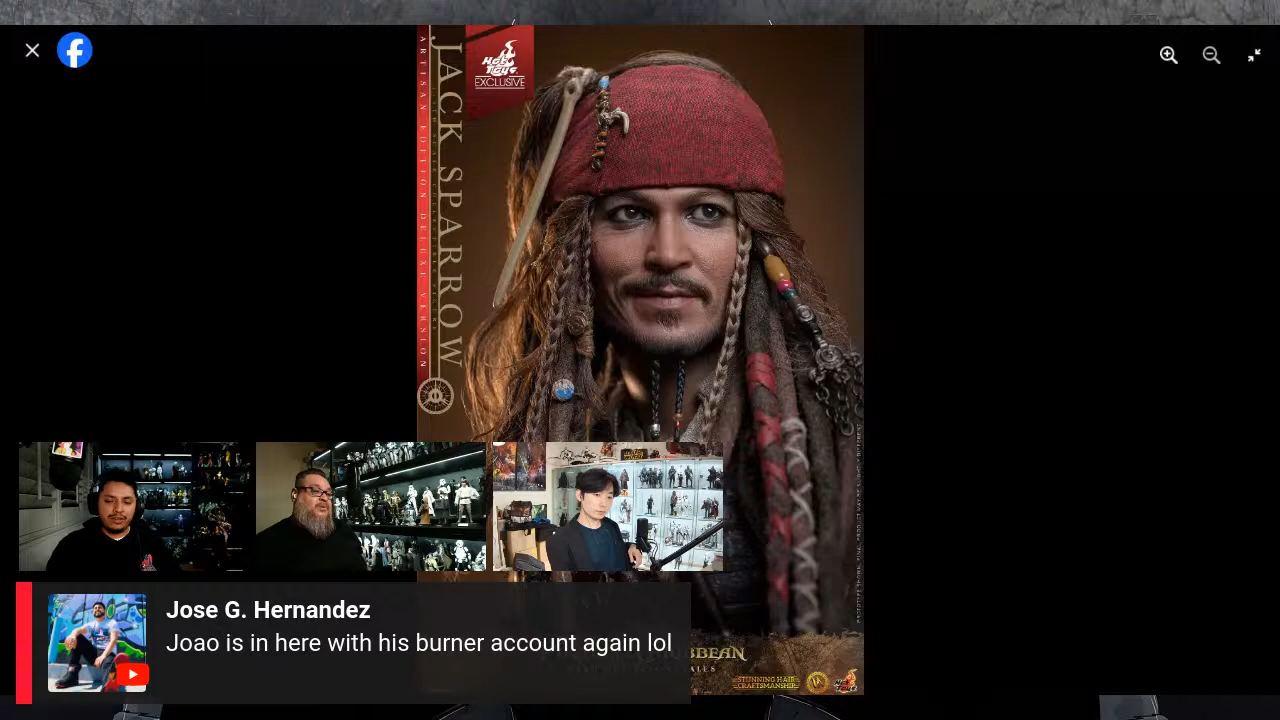 Hot Toys
EXCLUSIVE
JACK SPARROW
ARTISAN EDITION DELUXE VERSION
Jose G. Hernandez
Joao is in here with his burner account again lol
STUNNING HAIR
CRAFTSMANSHIP